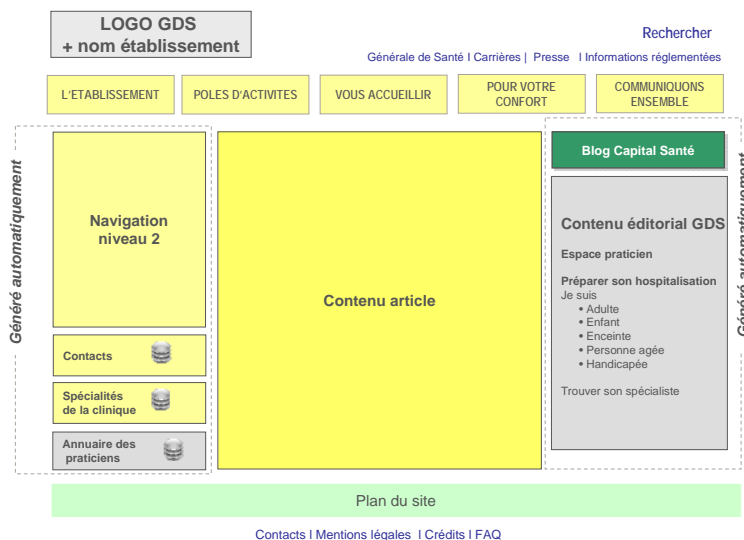 LOGO GDS
+ nom établissement
Rechercher
Générale de Santé I Carrières | Presse I Informations réglementées
L'ETABLISSEMENT
POLES D'ACTIVITES
VOUS ACCUEILLIR
POUR VOTRE
CONFORT
COMMUNIQUONS
ENSEMBLE
Généré automatiquement
Navigation
niveau 2
Contacts
Spécialités
de la clinique
Annuaire des
praticiens
Contenu article
Blog Capital Santé
Contenu éditorial GDS
Espace praticien
Préparer son hospitalisation
Je suis
• Adulte
• Enfant
• Enceinte
• Personne agée
• Handicapée
Trouver son spécialiste
Généré automatiquement
Plan du site
Contacts I Mentions légales I Crédits I FAQ